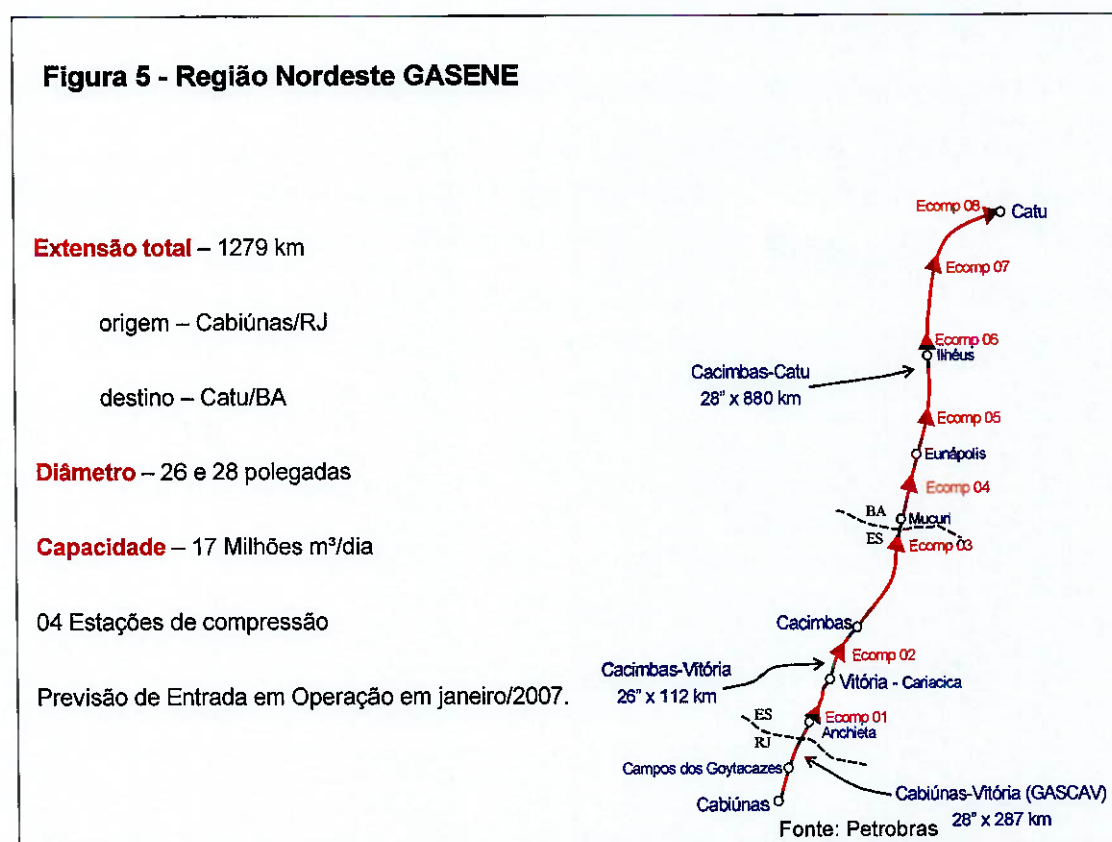 Figura 5 - Região Nordeste GASENE
Extensão total – 1279 km
origem – Cabiúnas/RJ
destino – Catu/BA
Diâmetro – 26 e 28 polegadas
Capacidade – 17 Milhões m³/dia
04 Estações de compressão
Previsão de Entrada em Operação em janeiro/2007.
Ecomp 08
Catu
Ecomp 07
Ecomp 06
Ilhéus
Cacimbas-Catu
28" x 880 km
Ecomp 05
Eunápolis
Ecomp 04
BA
Mucuri
ES
Ecomp 03
Cacimbas
Ecomp 02
Cacimbas-Vitória
26" x 112 km
Vitória - Cariacica
ES
Ecomp 01
Anchieta
RJ
Campos dos Goytacazes
Cabiúnas
Cabiúnas-Vitória (GASCAV)
28" x 287 km
Fonte: Petrobras